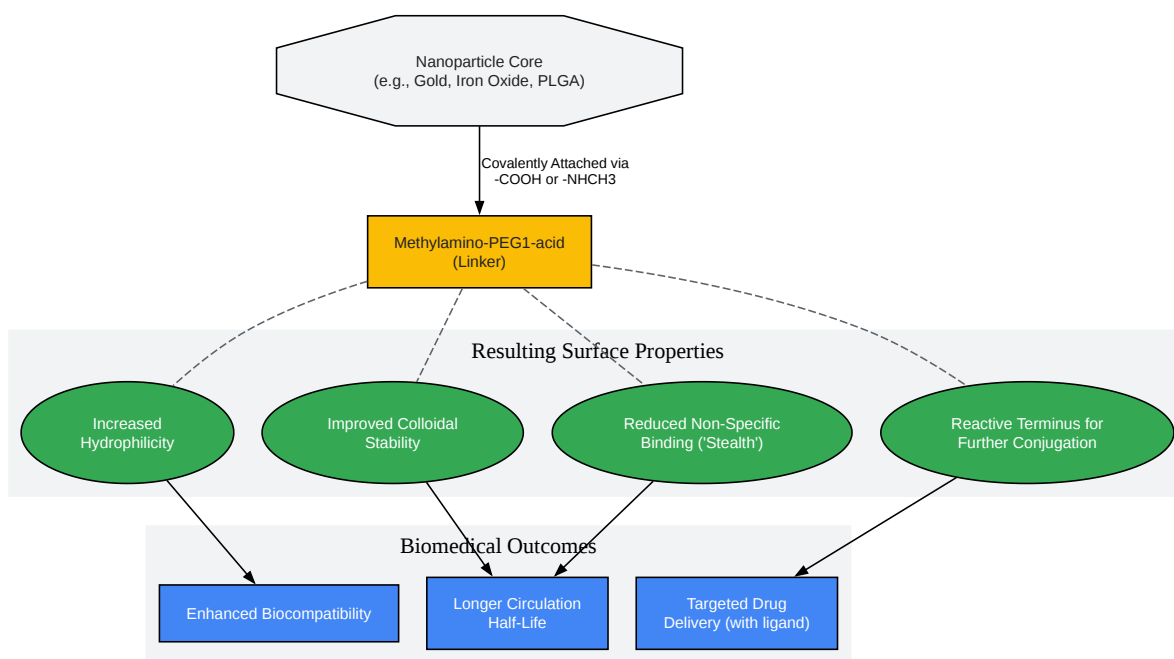 Nanoparticle Core
(e.g., Gold, Iron Oxide, PLGA)
Covalently Attached via
-COOH or -NHCH3
Methylamino-PEG1-acid
(Linker)
Resulting Surface Properties
Increased
Hydrophilicity
Improved Colloidal
Stability
Reduced Non-Specific
Binding ('Stealth')
Reactive Terminus for
Further Conjugation
Biomedical Outcomes
Enhanced Biocompatibility
Longer Circulation
Half-Life
Targeted Drug
Delivery (with ligand)